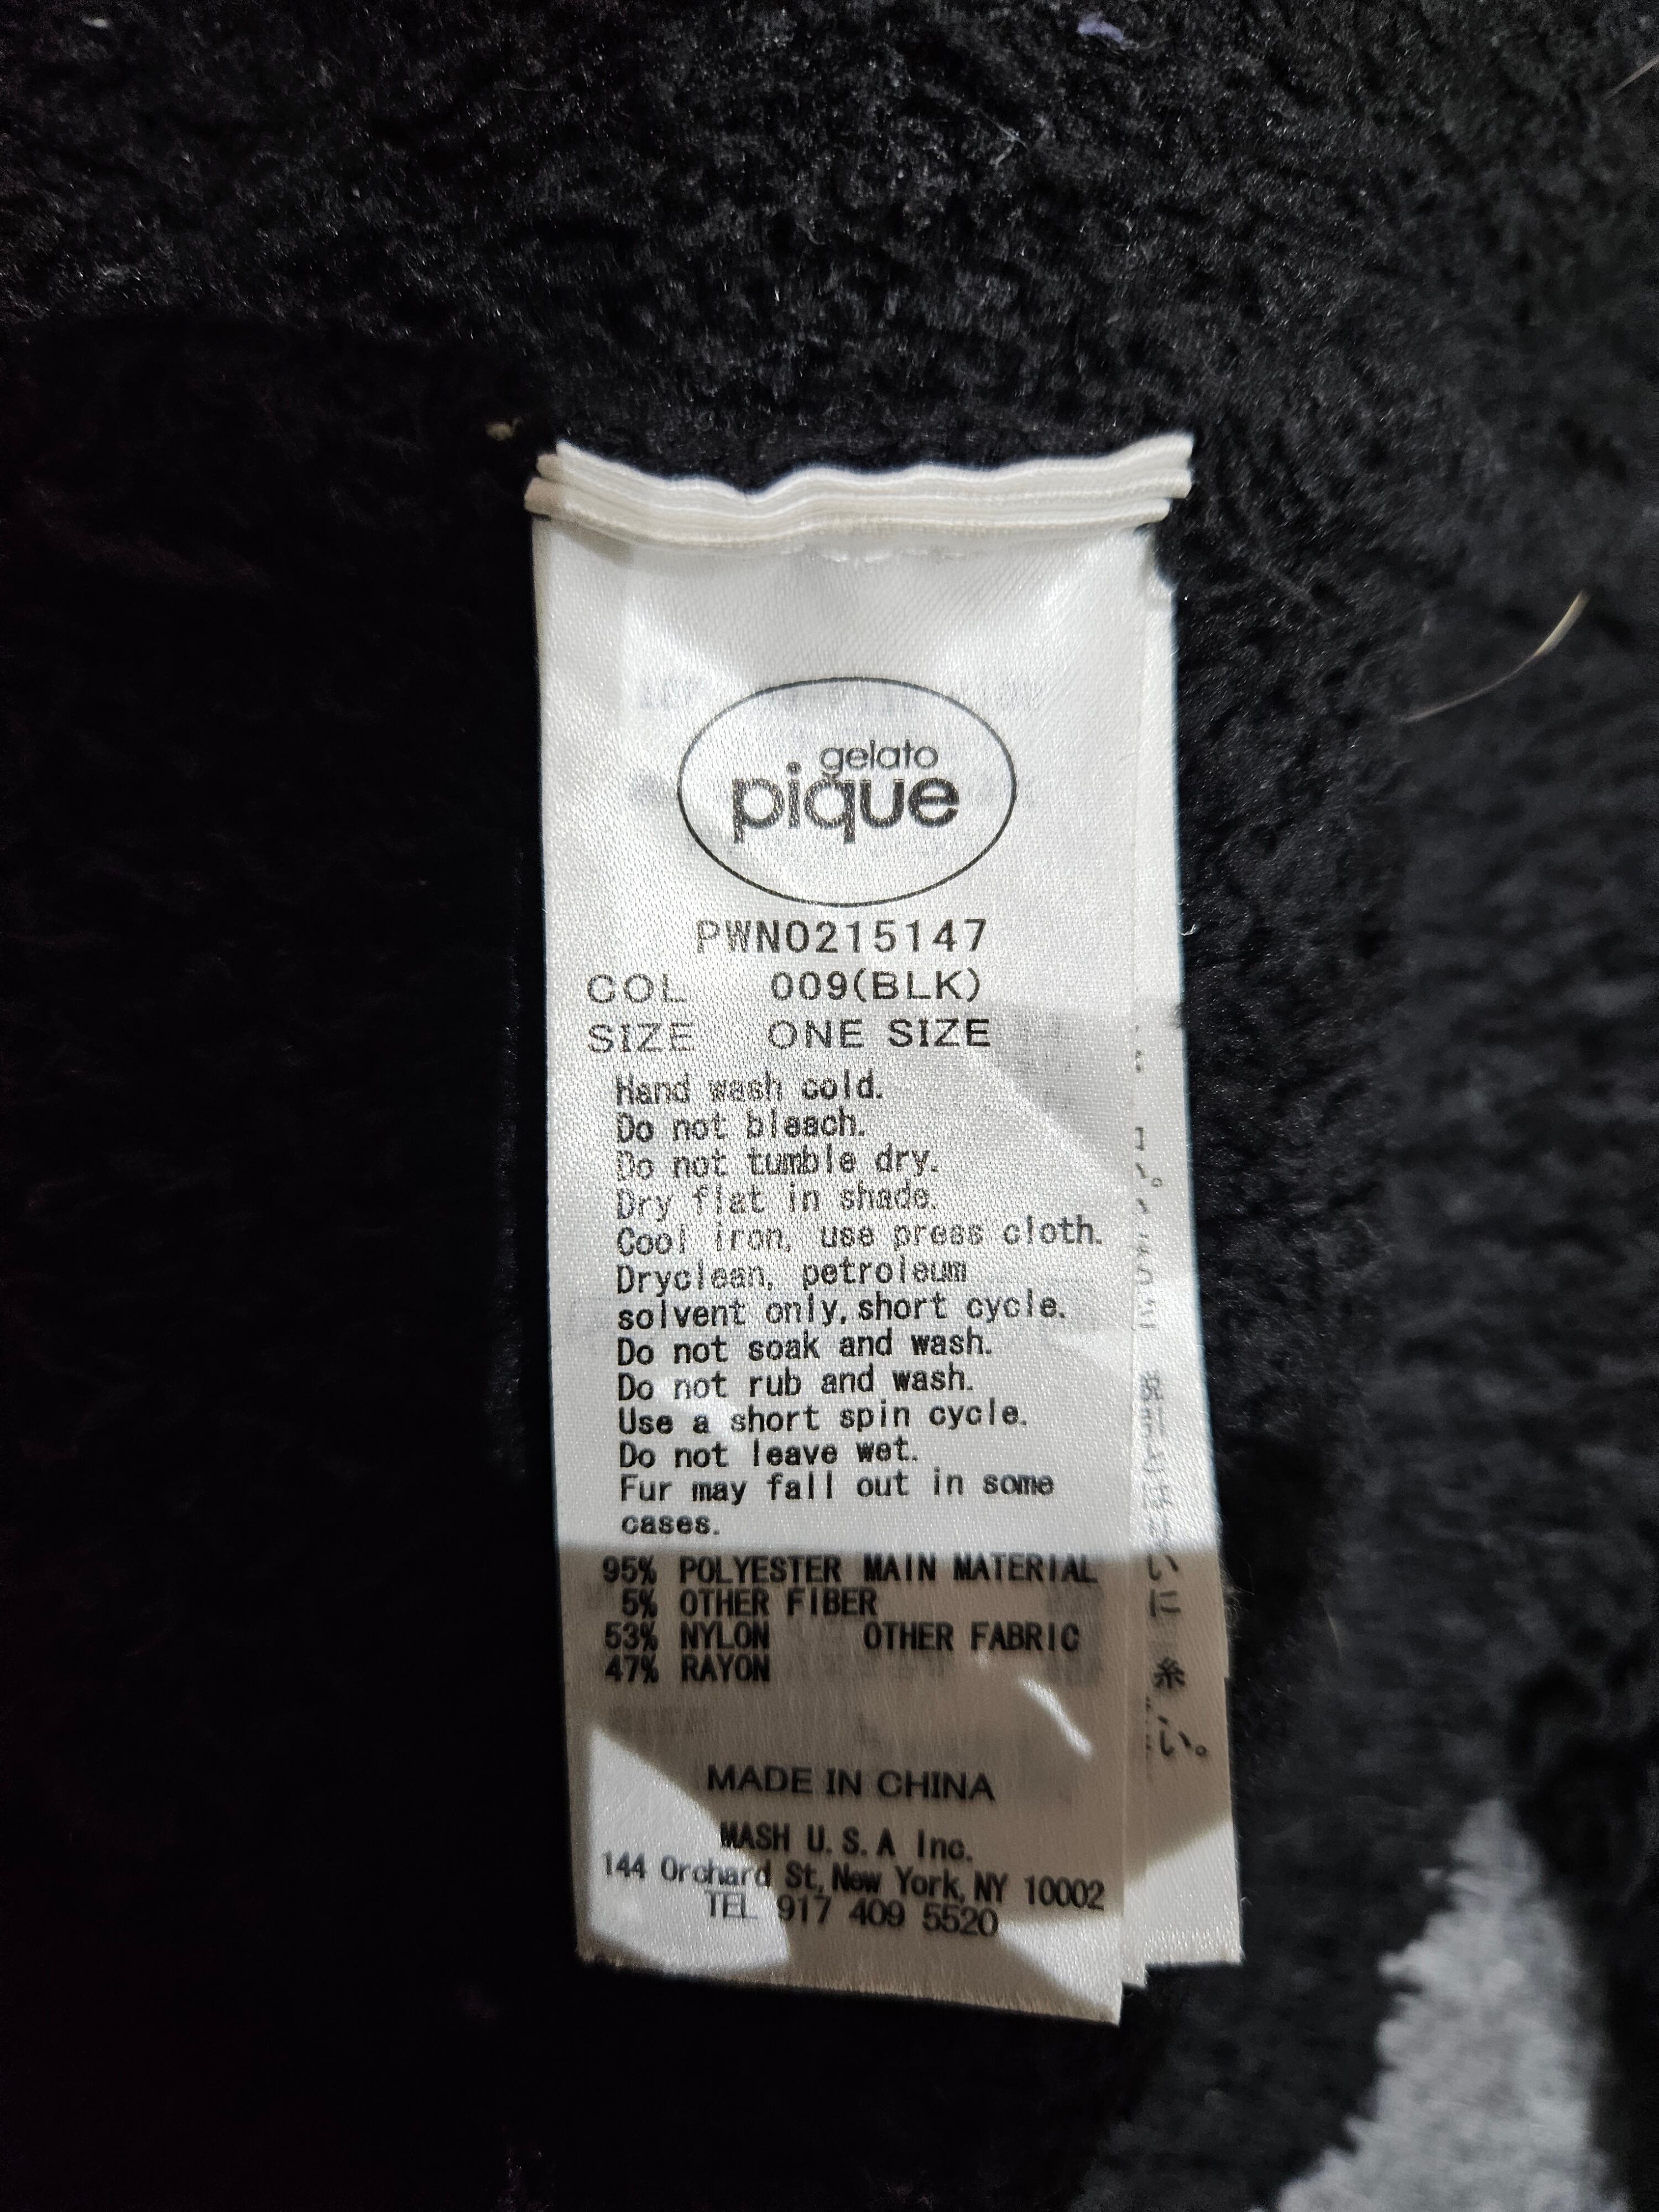 gelato
pique
PWNO215147
COL 009(BLK)
SIZE ONE SIZE
Hand wash cold.
Do not bleach.
Do not tumble dry.
Dry flat in shade.
Cool iron, use press cloth.
Dryclean, petroleum
solvent only, short cycle.
Do not soak and wash.
Do not rub and wash.
Use a short spin cycle.
Do not leave wet.
Fur may fall out in some
cases.
95% POLYESTER MAIN MATERIAL
5% OTHER FIBER
53% NYLON OTHER FABRIC
47% RAYON
MADE IN CHINA
MASH U.S.A Inc.
144 Orchard St, New York, NY 10002
TEL 917 409 5520